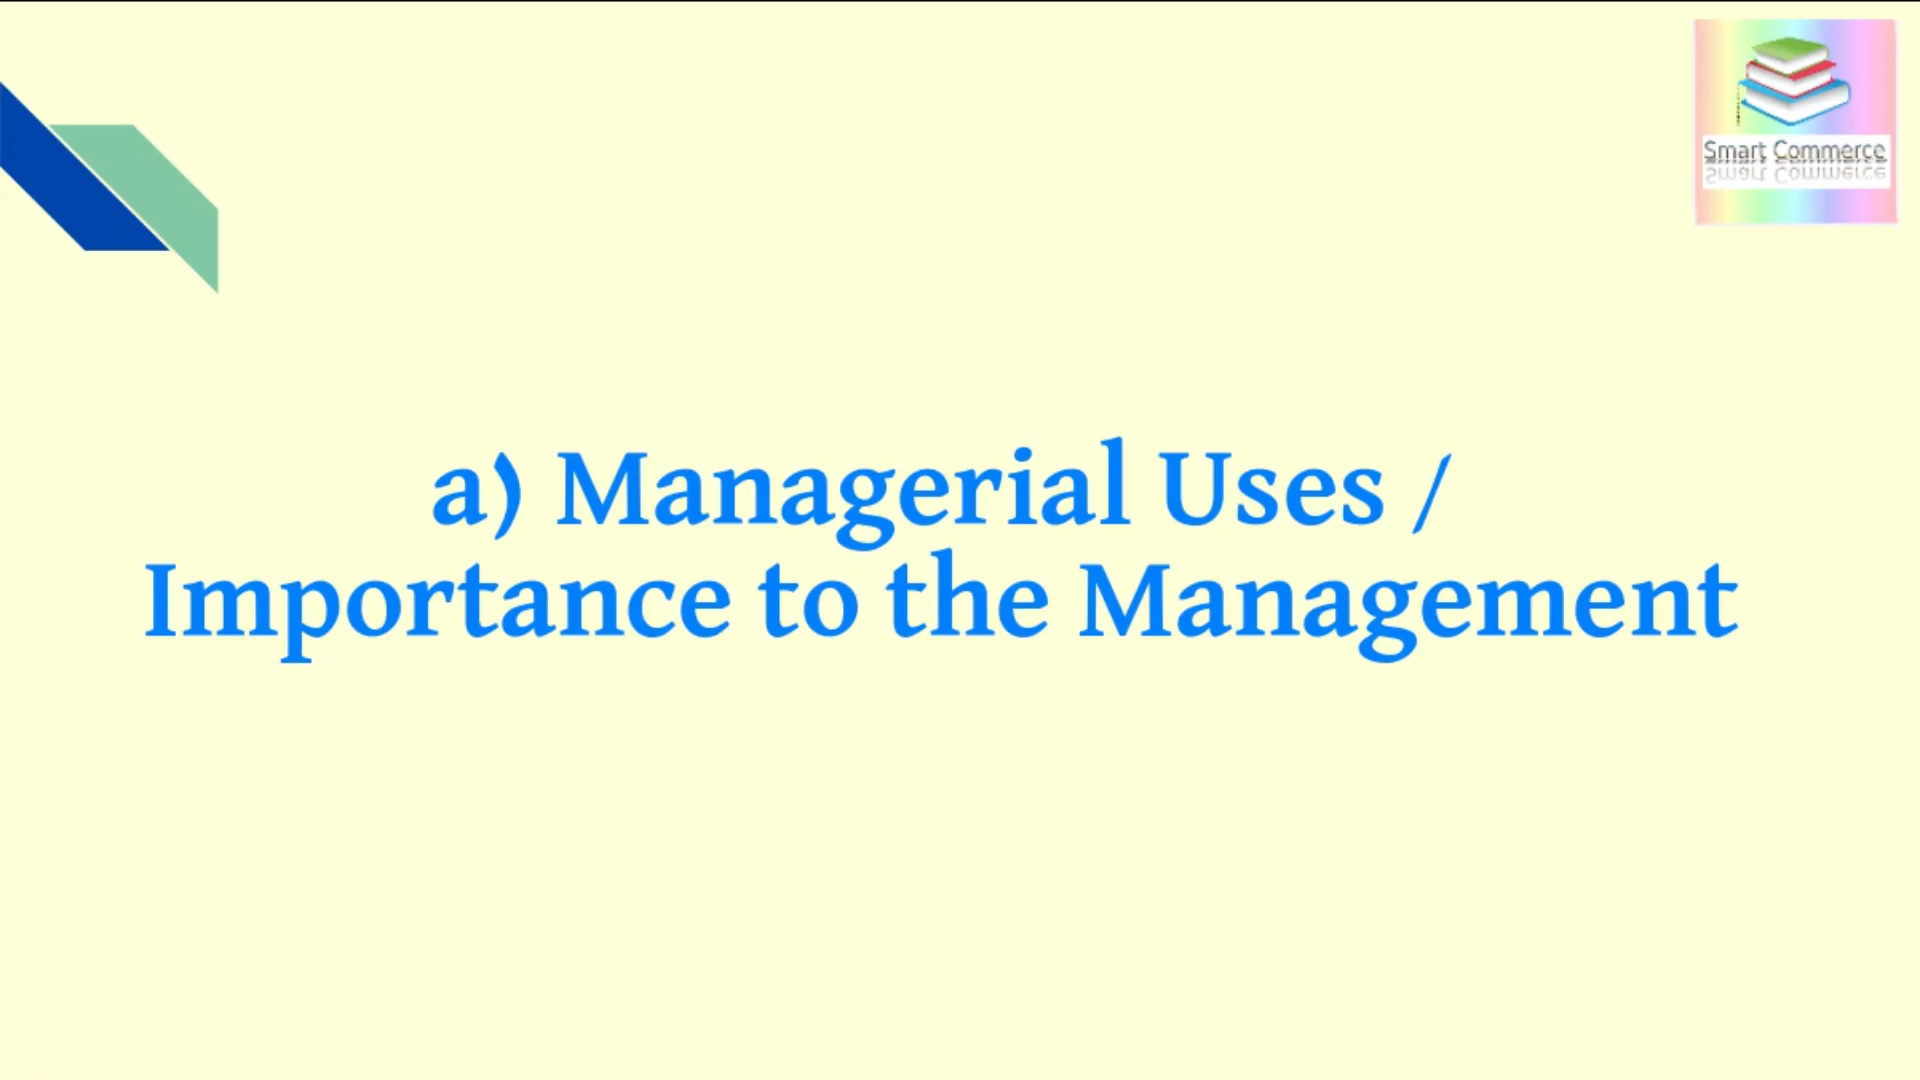 Smart Commerce
a) Managerial Uses /
Importance to the Management